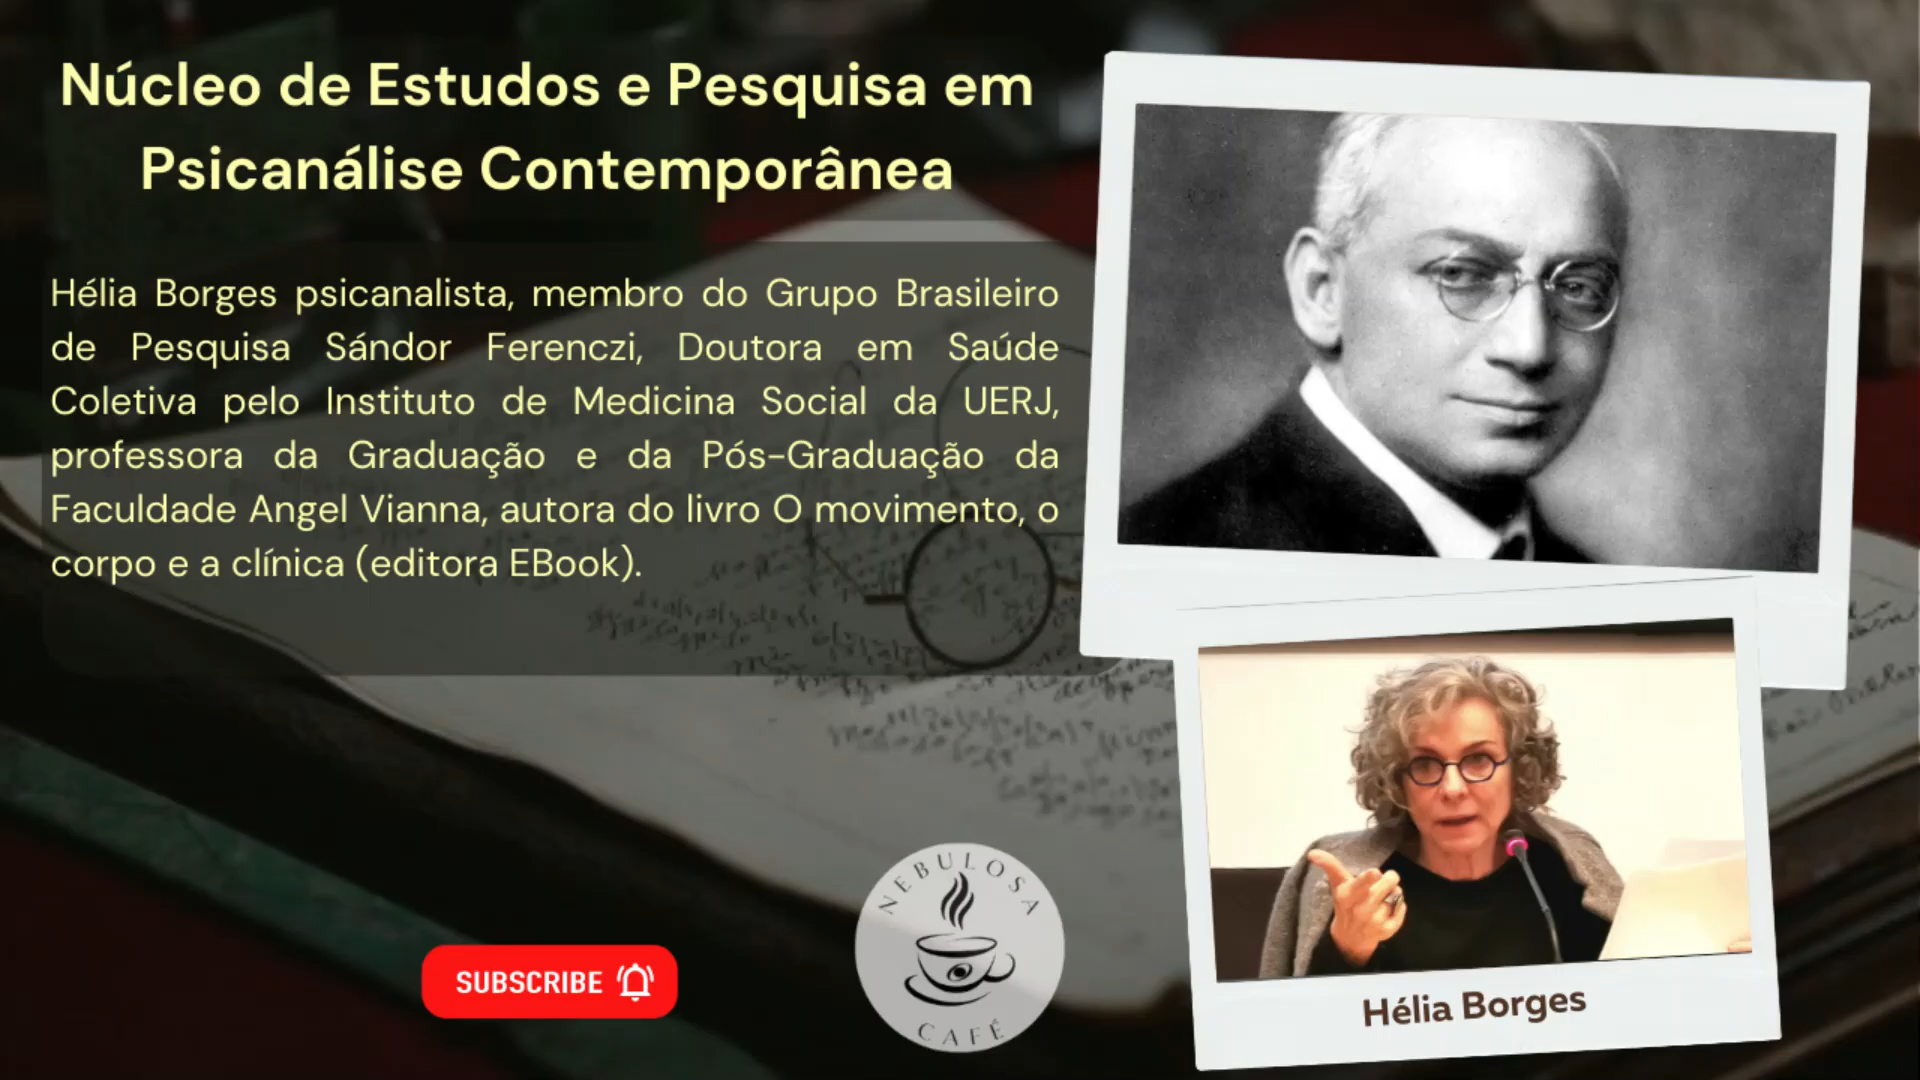 Núcleo de Estudos e Pesquisa em
Psicanálise Contemporânea
Hélia Borges psicanalista, membro do Grupo Brasileiro
de Pesquisa Sándor Ferenczi, Doutora em Saúde
Coletiva pelo Instituto de Medicina Social da UERJ,
professora da Graduação e da Pós-Graduação da
Faculdade Angel Vianna, autora do livro O movimento, o
corpo e a clínica (editora EBook).
SUBSCRIBE
NEBULOSA
CAFÉ
Hélia Borges